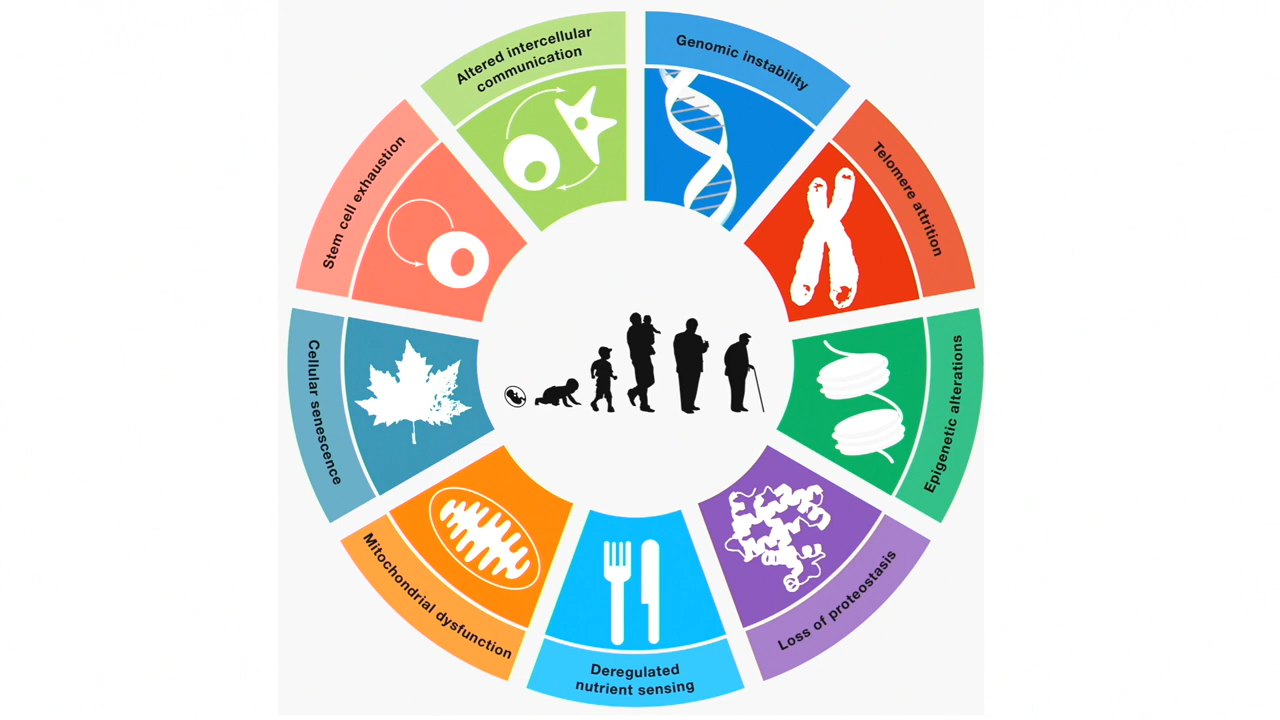 Altered intercellular
communication
Genomic instability
Telomere attrition
Epigenetic alterations
Loss of proteostasis
Deregulated
nutrient sensing
Mitochondrial dysfunction
Cellular senescence
Stem cell exhaustion